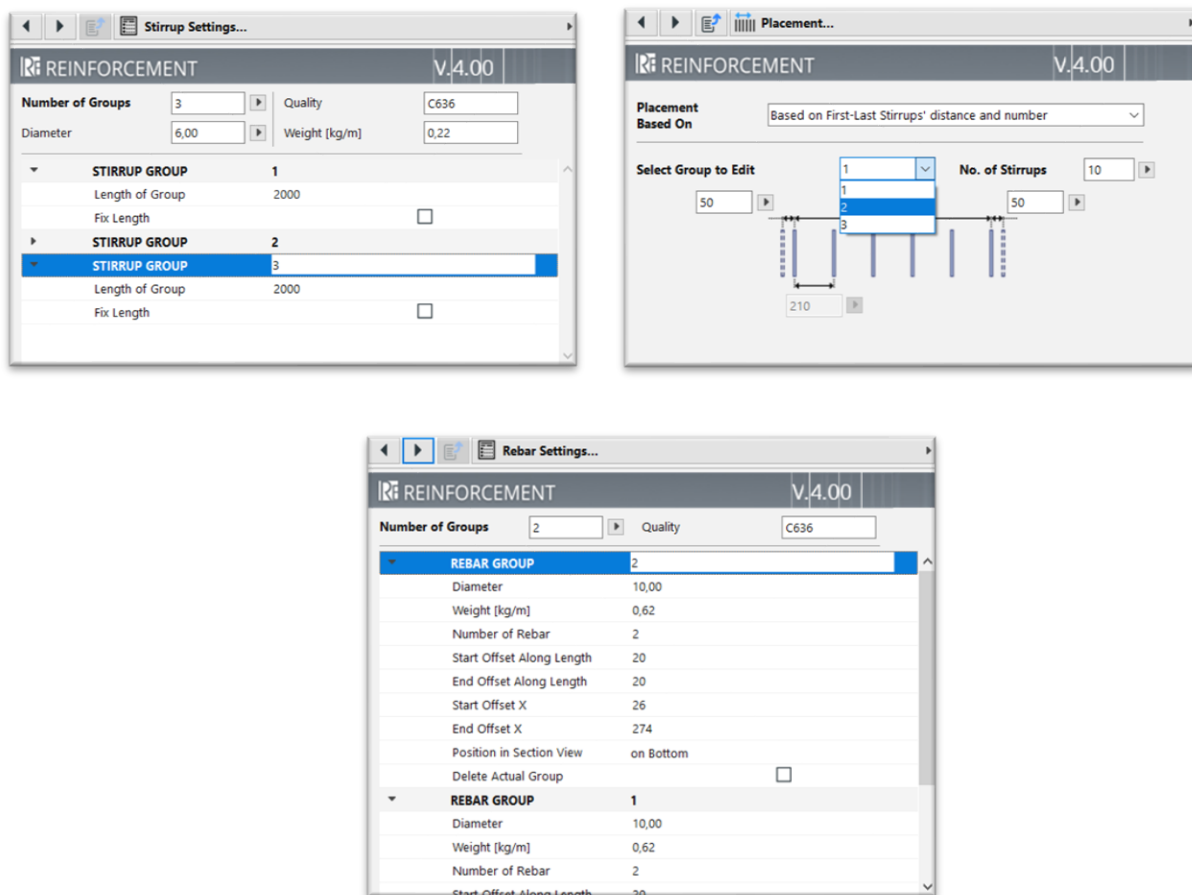 Stirrup Settings...
REINFORCEMENT V.4.00
Number of Groups 3 Quality C636
Diameter 6,00 Weight [kg/m] 0,22
STIRRUP GROUP 1
Length of Group 2000
Fix Length
STIRRUP GROUP 2
STIRRUP GROUP 3
Length of Group 2000
Fix Length
Placement...
REINFORCEMENT V.4.00
Placement
Based On
Based on First-Last Stirrups' distance and number
Select Group to Edit 1 No. of Stirrups 10
1
50 2 50
3
210
Rebar Settings...
REINFORCEMENT V.4.00
Number of Groups 2 Quality C636
REBAR GROUP 2
Diameter 10,00
Weight [kg/m] 0,62
Number of Rebar 2
Start Offset Along Length 20
End Offset Along Length 20
Start Offset X 26
End Offset X 274
Position in Section View on Bottom
Delete Actual Group
REBAR GROUP 1
Diameter 10,00
Weight [kg/m] 0,62
Number of Rebar 2
Start Offset Along Length 20